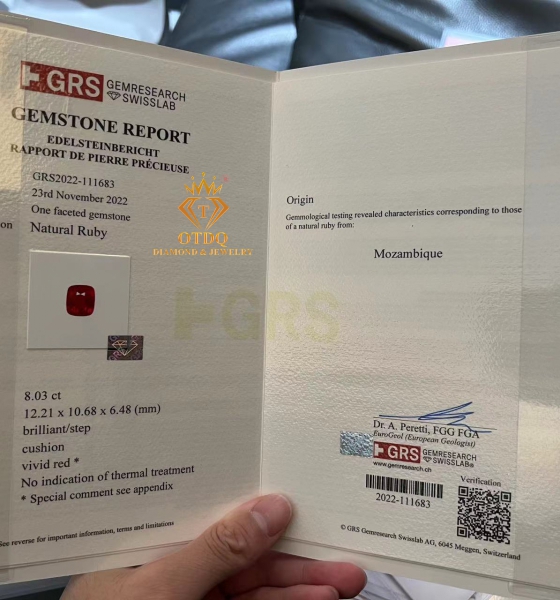 GRS GEMRESEARCH
SWISSLAB
GEMSTONE REPORT
EDELSTEINBERICHT
RAPPORT DE PIERRE PRÉCIEUSE
GRS2022-111683
23rd November 2022
One faceted gemstone
on Natural Ruby
T
GTDQ
DIAMOND & JEWELRY
8.03 ct
12.21 x 10.68 x 6.48 (mm)
brilliant/step
cushion
vivid red *
No indication of thermal treatment
* Special comment see appendix
See reverse for important information, terms and limitations
GRS
Origin
Gemmological testing revealed characteristics corresponding to those
of a natural ruby from:
Mozambique
Dr. A. Peretti, FGG FGA
EuroGeol (European Geologist)
GRS GEMRESEARCH
SWISSLAB®
www.gemresearch.ch
Verification
2022-111683
© GRS Gemresearch Swisslab AG, 6045 Meggen, Switzerland